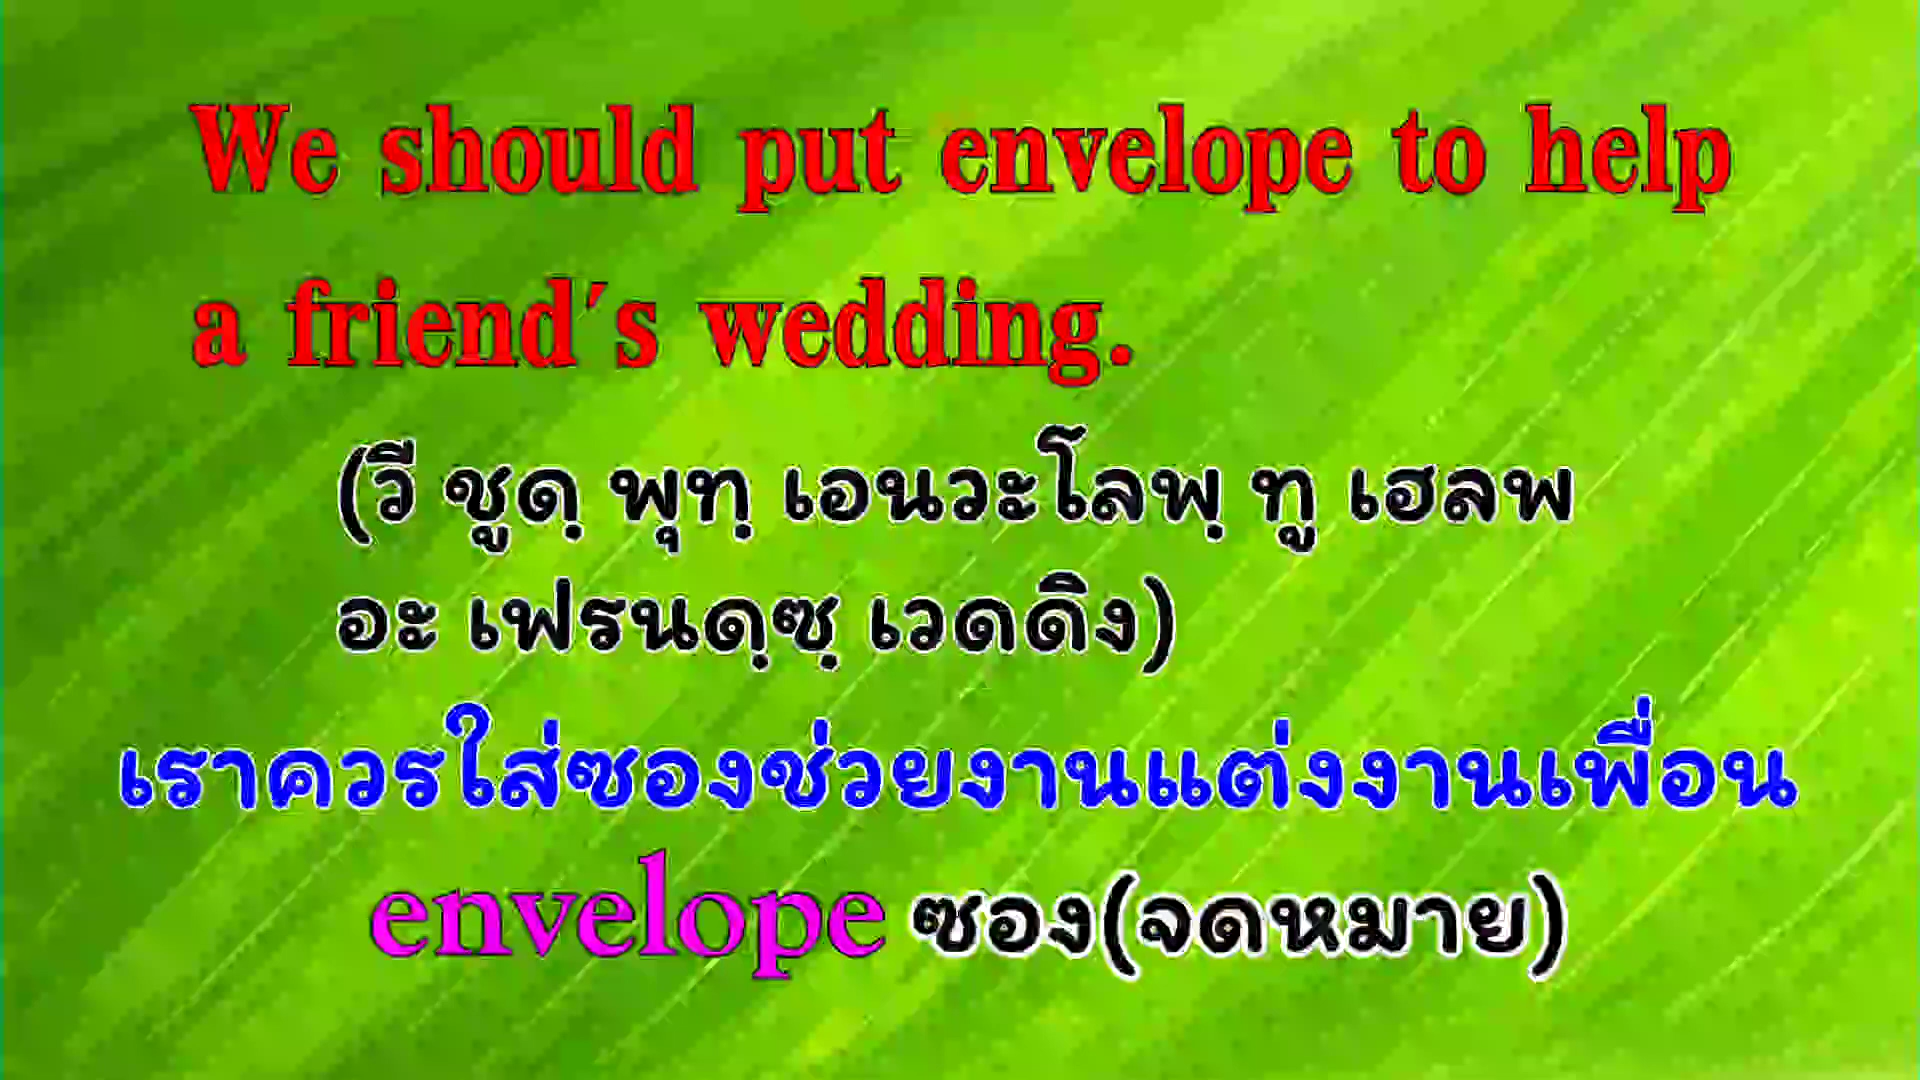 We should put envelope to help
a friend's wedding.
(วี ชูดฺ พุทฺ เอนวะโลพฺ ทู เฮลพ
อะ เฟรนดฺซฺ เวดดิง)
เราควรใส่ซองช่วยงานแต่งงานเพื่อน
envelope ซอง(จดหมาย)